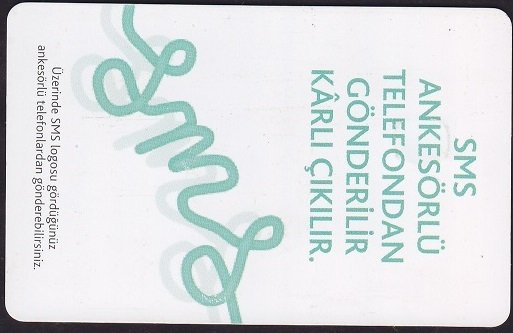 SMS
ANKESÖRLÜ
TELEFONDAN
GÖNDERİLİR
KÂRLI ÇIKILIR.
sms
Üzerinde SMS logosu gördüğünüz
ankesörlü telefonlardan gönderebilirsiniz.